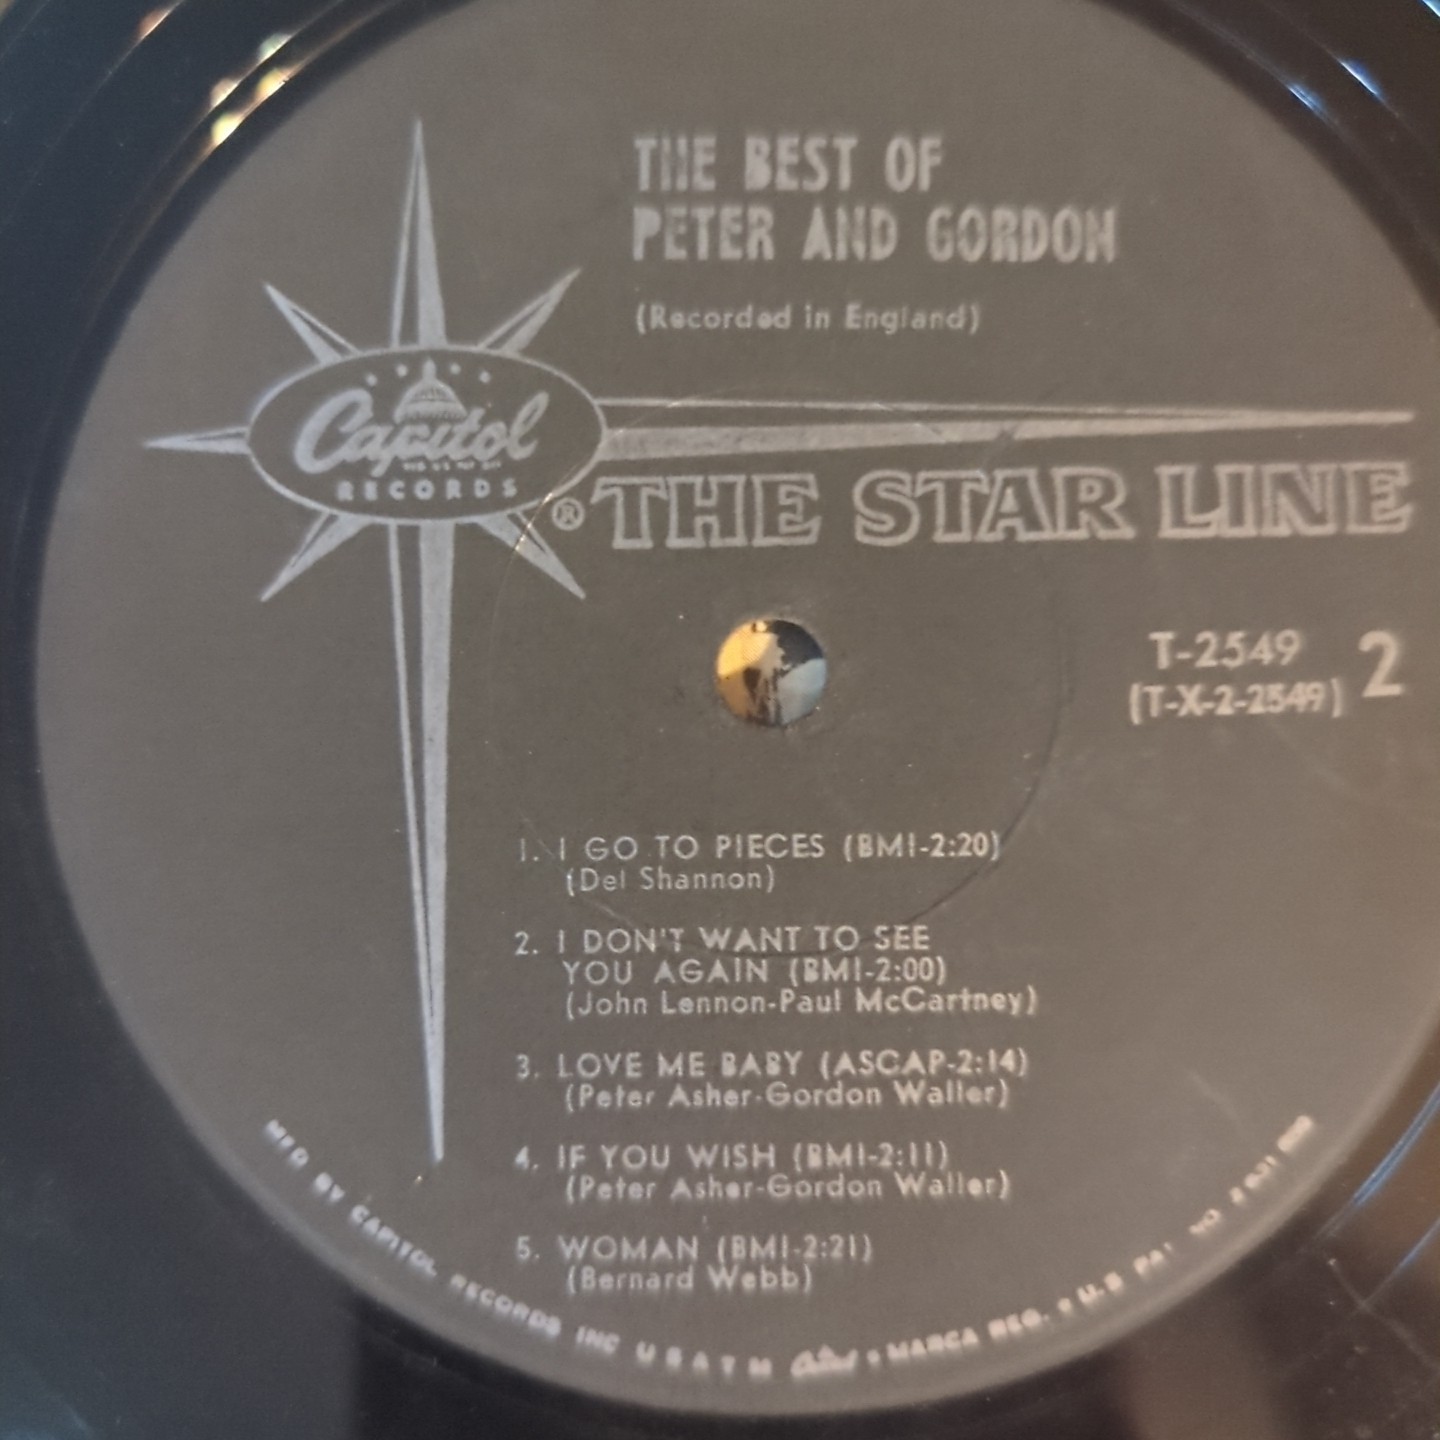 THE BEST OF
PETER AND GORDON
(Recorded in England)
Capitol
RECORDS
® THE STAR LINE
T-2549
(T-X-2-2549)
2
1. I GO TO PIECES (BMI-2:20)
(Del Shannon)
2. I DON'T WANT TO SEE
YOU AGAIN (BMI-2:00)
(John Lennon-Paul McCartney)
3. LOVE ME BABY (ASCAP-2:14)
(Peter Asher-Gordon Waller)
4. IF YOU WISH (BMI-2:11)
(Peter Asher-Gordon Waller)
5. WOMAN (BMI-2:21)
(Bernard Webb)
MFD BY CAPITOL RECORDS INC U S A T M Capitol • MARCA REG. • U.S PAT NO